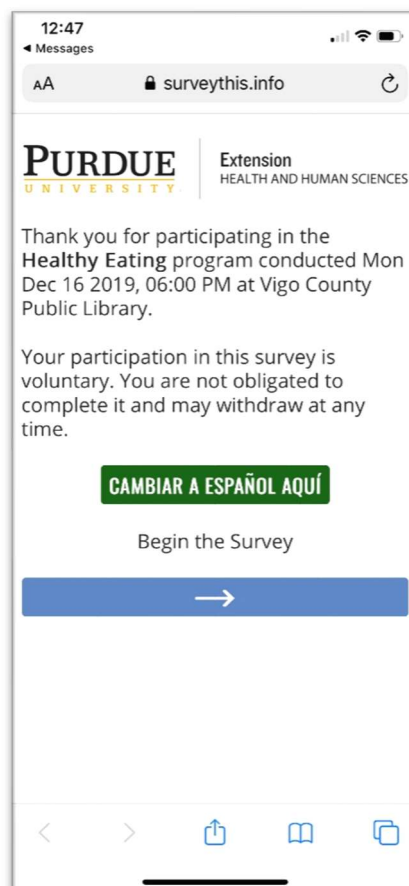 12:47
◀ Messages
AA surveythis.info
PURDUE
UNIVERSITY
Extension
HEALTH AND HUMAN SCIENCES
Thank you for participating in the
Healthy Eating program conducted Mon
Dec 16 2019, 06:00 PM at Vigo County
Public Library.
Your participation in this survey is
voluntary. You are not obligated to
complete it and may withdraw at any
time.
CAMBIAR A ESPAÑOL AQUÍ
Begin the Survey